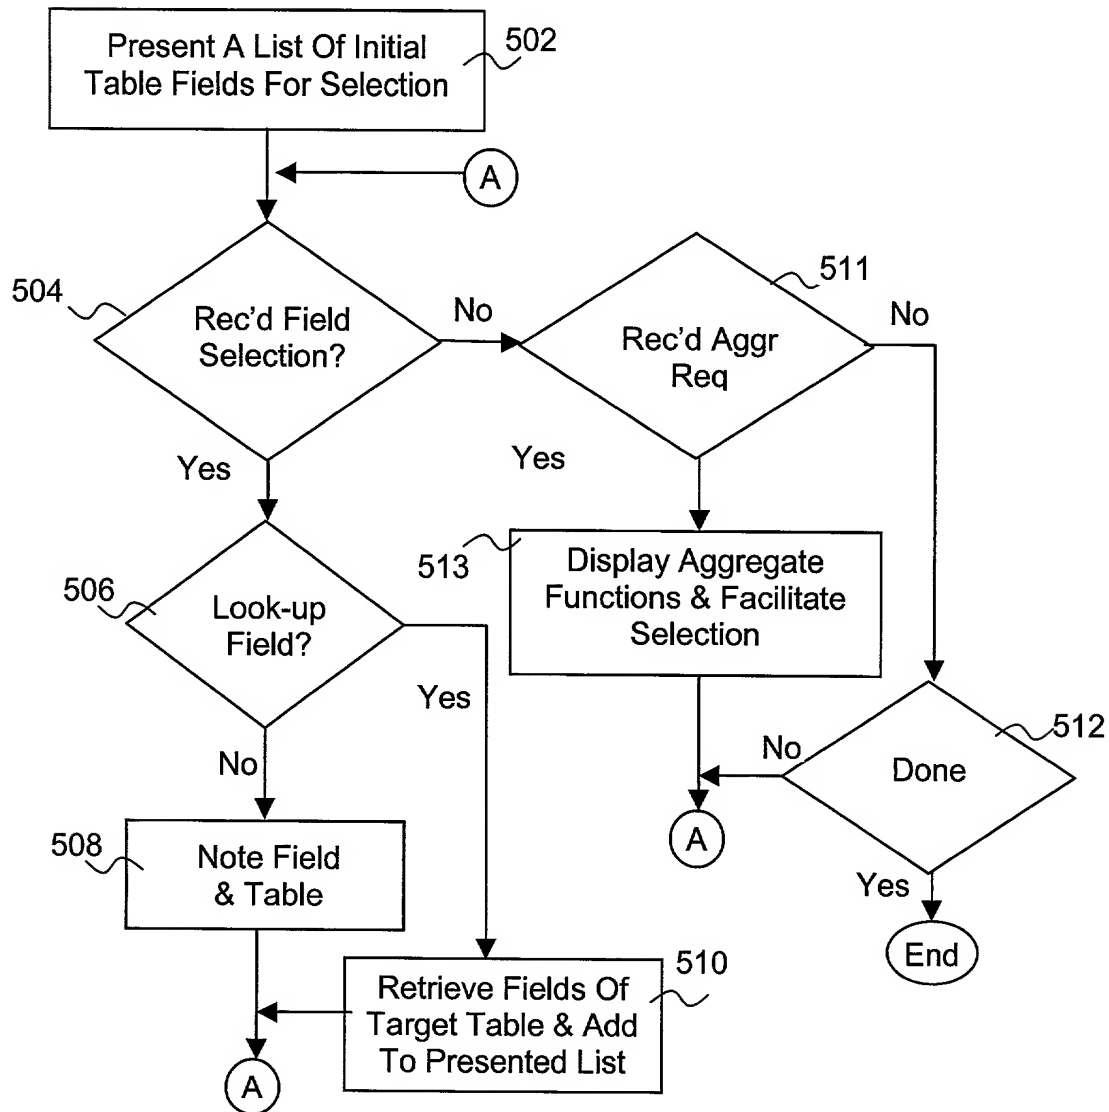 Present A List Of Initial
Table Fields For Selection
502
A
504
Rec'd Field
Selection?
No
511
Rec'd Aggr
Req
No
Yes
Yes
506
Look-up
Field?
513
Display Aggregate
Functions & Facilitate
Selection
Yes
No
No
512
Done
508
Note Field
& Table
A
Yes
End
510
Retrieve Fields Of
Target Table & Add
To Presented List
A